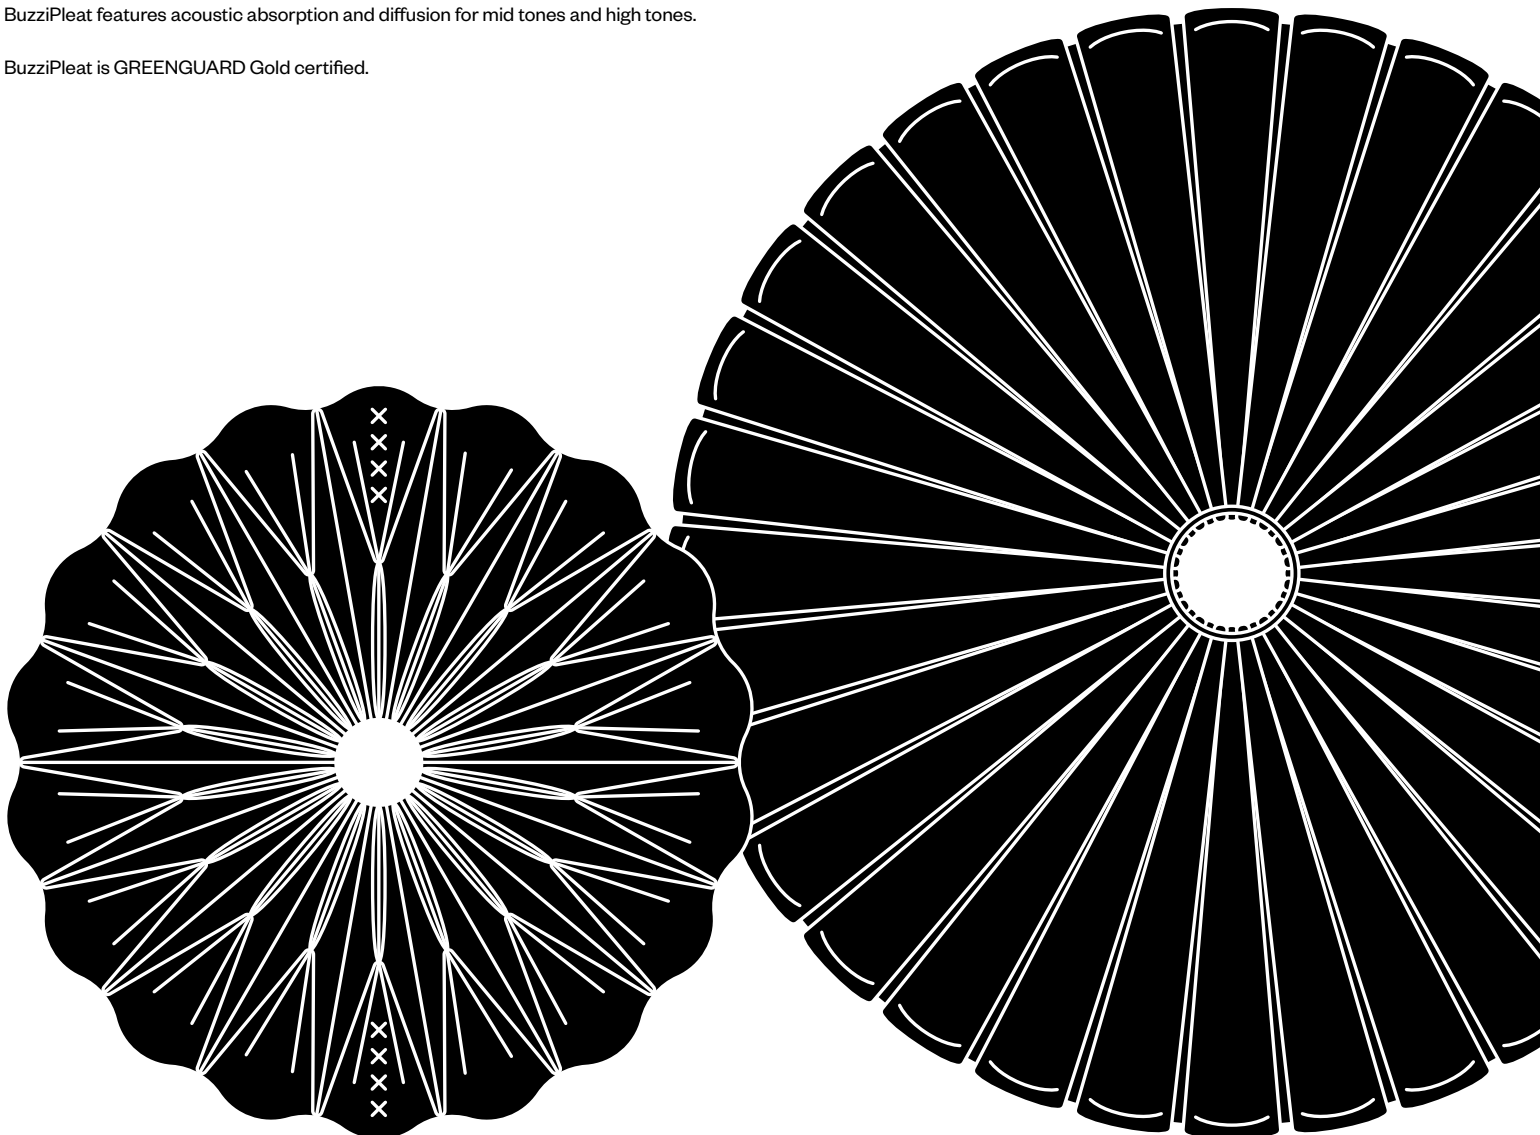 BuzziPleat features acoustic absorption and diffusion for mid tones and high tones.
BuzziPleat is GREENGUARD Gold certified.